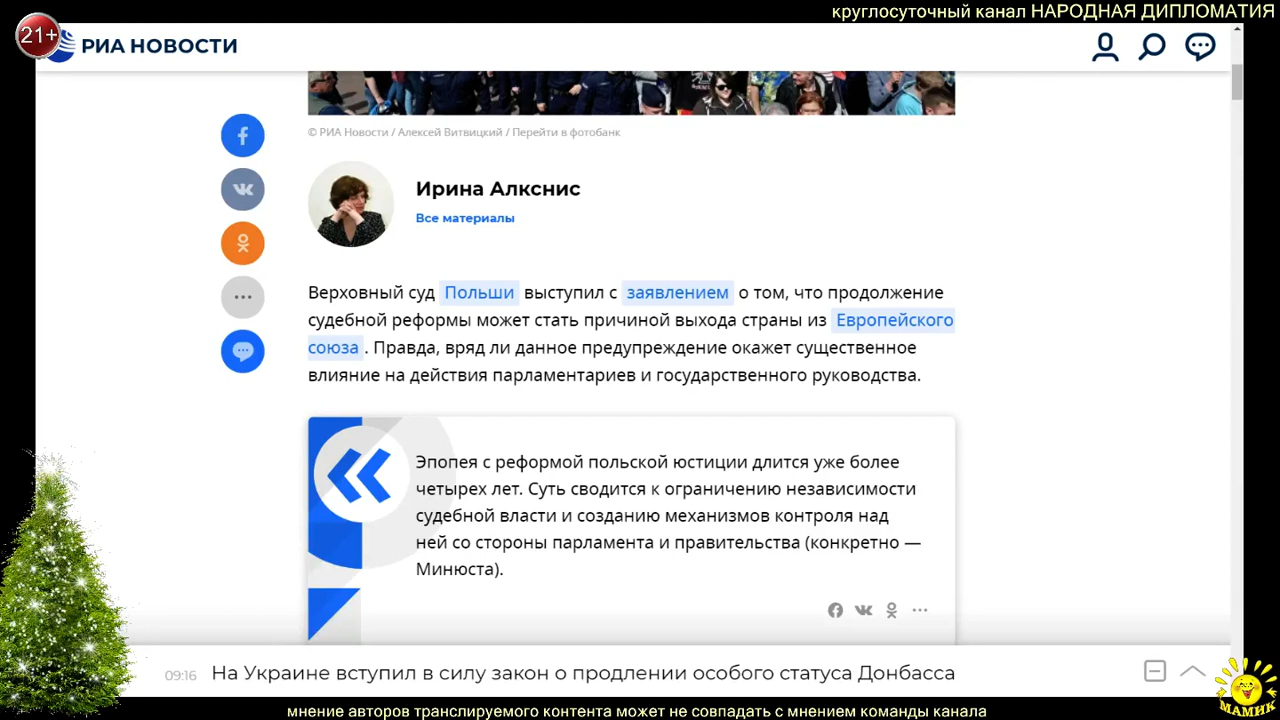 круглосуточный канал НАРОДНАЯ ДИПЛОМАТИЯ
21+
РИА НОВОСТИ
© РИА Новости / Алексей Витвицкий / Перейти в фотобанк
Ирина Алкснис
Все материалы
Верховный суд Польши выступил с заявлением о том, что продолжение
судебной реформы может стать причиной выхода страны из Европейского
союза . Правда, вряд ли данное предупреждение окажет существенное
влияние на действия парламентариев и государственного руководства.
Эпопея с реформой польской юстиции длится уже более
четырех лет. Суть сводится к ограничению независимости
судебной власти и созданию механизмов контроля над
ней со стороны парламента и правительства (конкретно —
Минюста).
09:16 На Украине вступил в силу закон о продлении особого статуса Донбасса
МАМИК
мнение авторов транслируемого контента может не совпадать с мнением команды канала